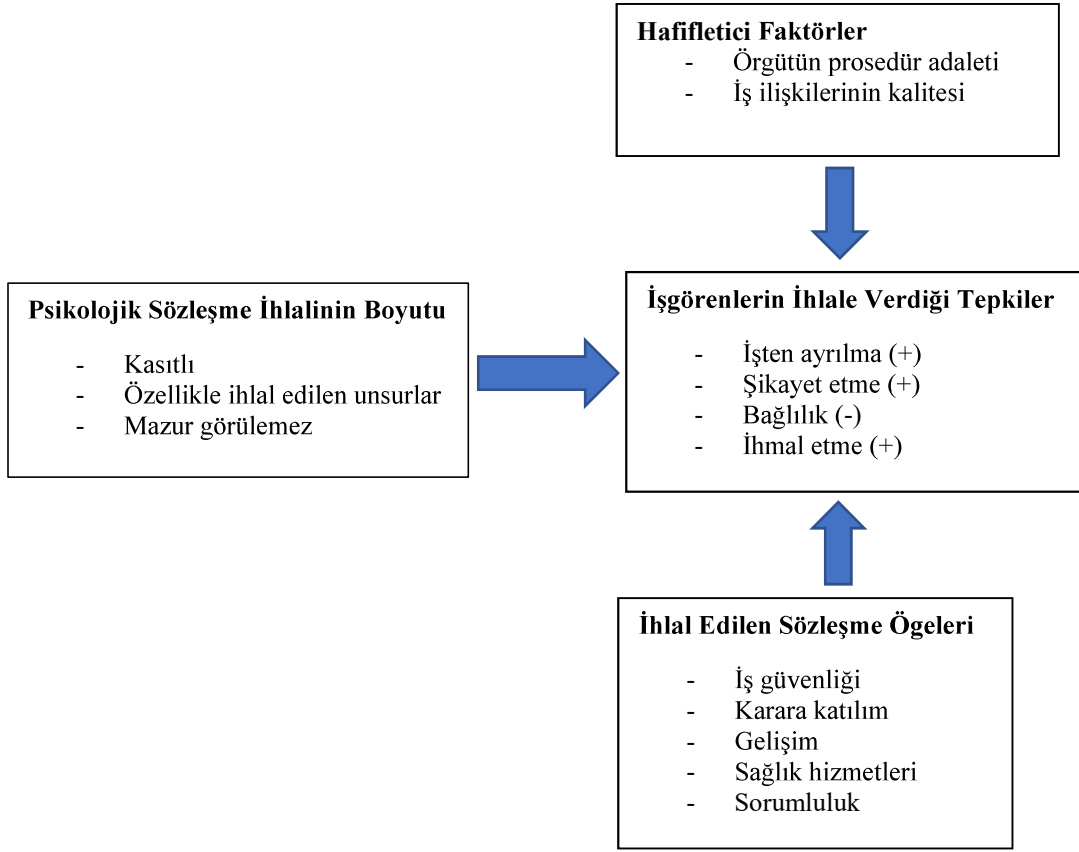 Hafifletici Faktörler
- Örgütün prosedür adaleti
- İş ilişkilerinin kalitesi
Psikolojik Sözleşme İhlalinin Boyutu
- Kasıtlı
- Özellikle ihlal edilen unsurlar
- Mazur görülemez
İşgörenlerin İhlale Verdiği Tepkiler
- İşten ayrılma (+)
- Şikayet etme (+)
- Bağlılık (-)
- İhmal etme (+)
İhlal Edilen Sözleşme Ögeleri
- İş güvenliği
- Karara katılım
- Gelişim
- Sağlık hizmetleri
- Sorumluluk